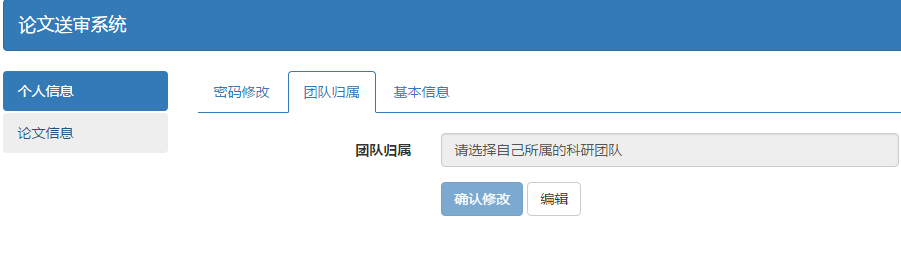 论文送审系统
个人信息
论文信息
密码修改 团队归属 基本信息
团队归属 请选择自己所属的科研团队
确认修改 编辑